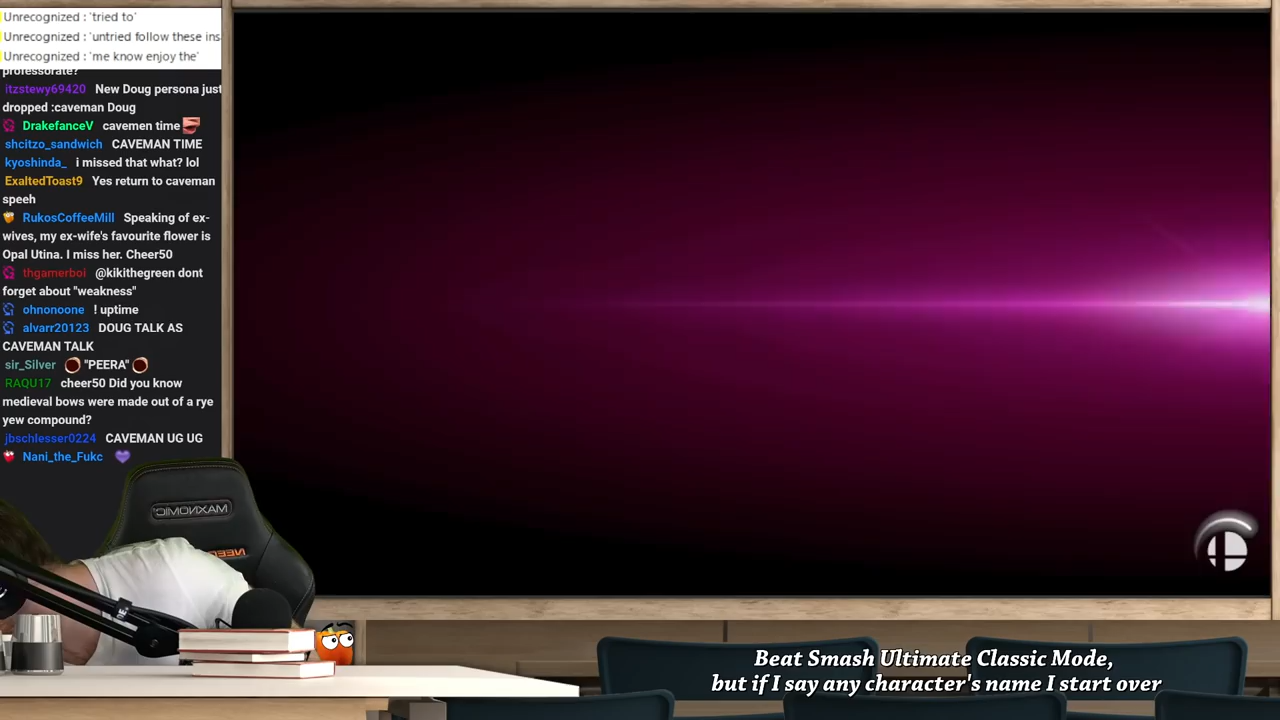 Unrecognized : 'tried to'
Unrecognized : 'untried follow these ins
Unrecognized : 'me know enjoy the'
professorate?
itzstewy69420 New Doug persona just
dropped :caveman Doug
DrakefanceV cavemen time
shcitzo_sandwich CAVEMAN TIME
kyoshinda_ i missed that what? lol
ExaltedToast9 Yes return to caveman
speeh
RukosCoffeeMill Speaking of ex-
wives, my ex-wife's favourite flower is
Opal Utina. I miss her. Cheer50
thgamerboi @kikithegreen dont
forget about "weakness"
ohnonoone ! uptime
alvarr20123 DOUG TALK AS
CAVEMAN TALK
sir_Silver "PEERA"
RAQU17 cheer50 Did you know
medieval bows were made out of a rye
yew compound?
jbschlesser0224 CAVEMAN UG UG
Nani_the_Fukc
MAXNOMIC
NEED
Beat Smash Ultimate Classic Mode,
but if I say any character's name I start over